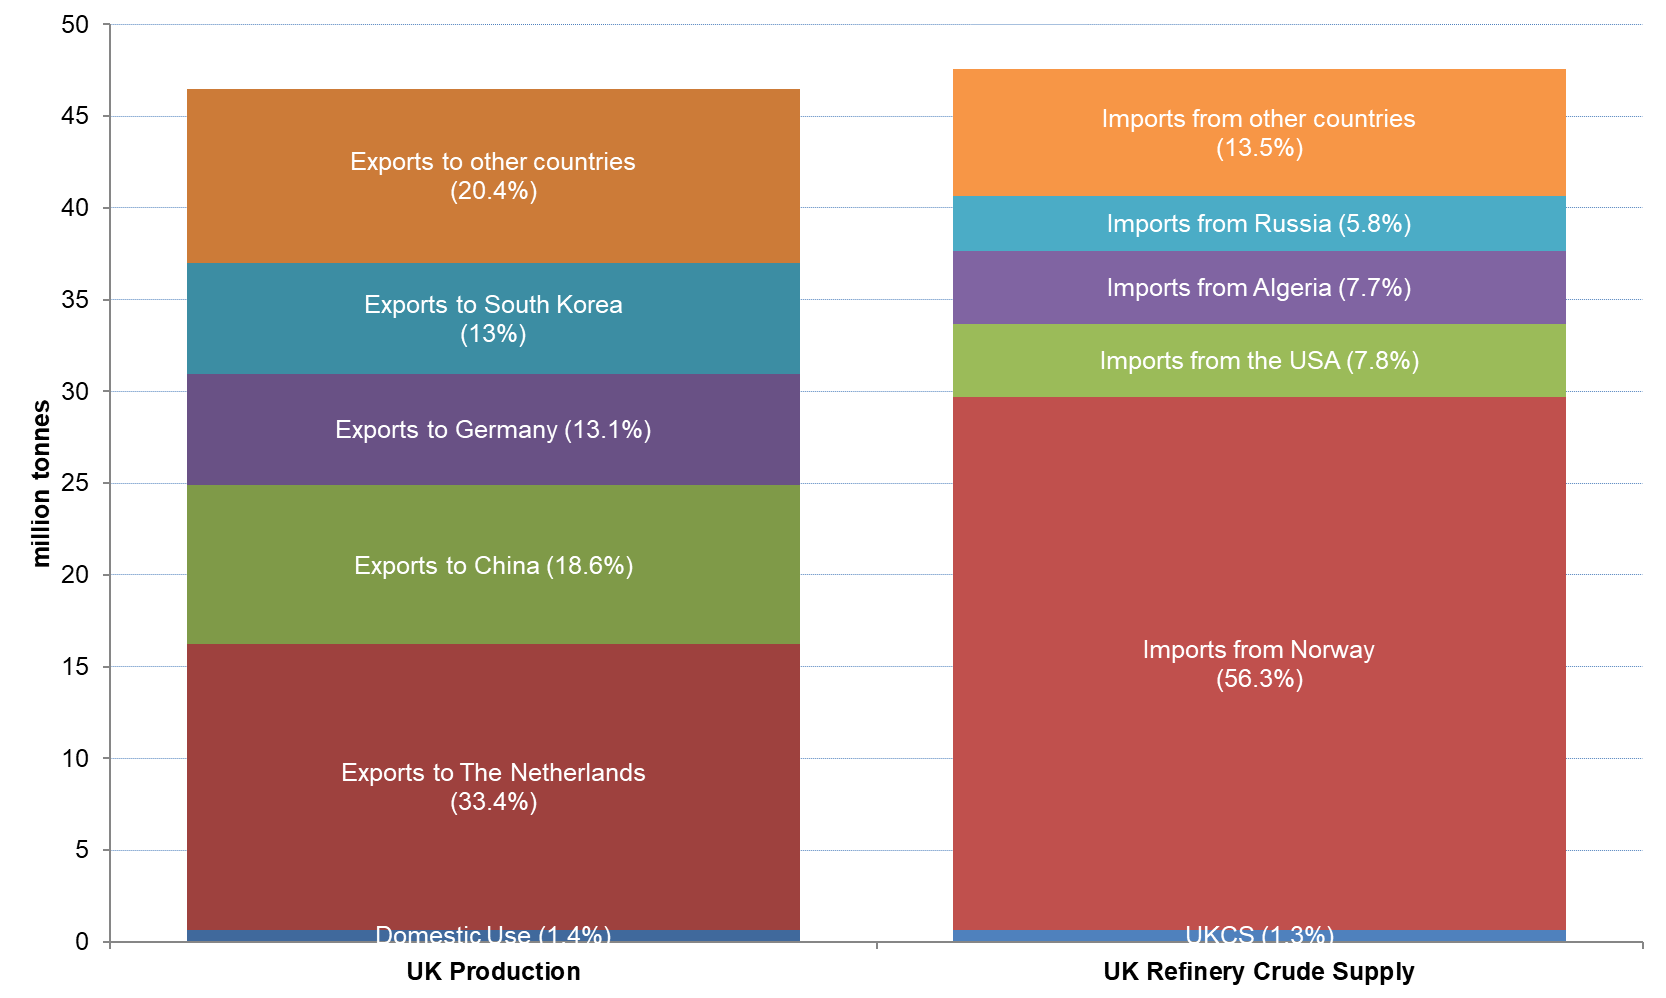 50
45
40
35
30
25
20
15
10
5
0
million tonnes
Exports to other countries
(20.4%)
Exports to South Korea
(13%)
Exports to Germany (13.1%)
Exports to China (18.6%)
Exports to The Netherlands
(33.4%)
Domestic Use (1.4%)
UK Production
Imports from other countries
(13.5%)
Imports from Russia (5.8%)
Imports from Algeria (7.7%)
Imports from the USA (7.8%)
Imports from Norway
(56.3%)
UKCS (1.3%)
UK Refinery Crude Supply